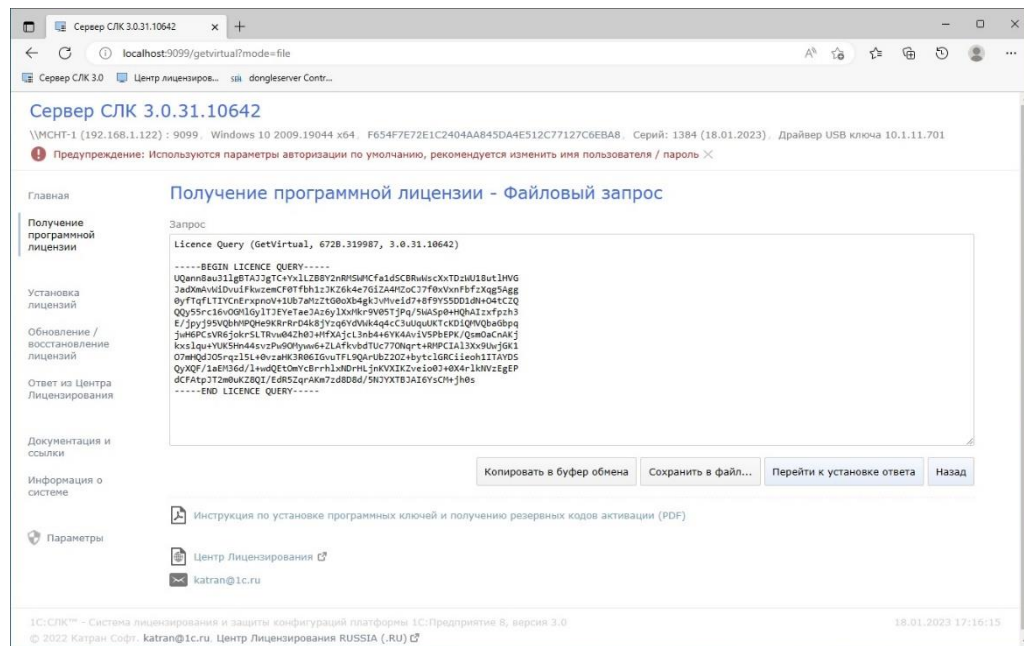 Сервер СЛК 3.0.31.10642
localhost:9099/getvirtual?mode=file
Сервер СЛК 3.0
Центр лицензиров...
dongleserver Contr...
Сервер СЛК 3.0.31.10642
\\MCHT-1 (192.168.1.122) : 9099, Windows 10 2009.19044 x64, F654F7E72E1C2404AA845DA4E512C77127C6EBA8, Серий: 1384 (18.01.2023), Драйвер USB ключа 10.1.11.701
Предупреждение: Используются параметры авторизации по умолчанию, рекомендуется изменить имя пользователя / пароль
Главная
Получение
программной
лицензии
Установка
лицензий
Обновление /
восстановление
лицензий
Ответ из Центра
Лицензирования
Документация и
ссылки
Информация о
системе
Параметры
Получение программной лицензии - Файловый запрос
Запрос
Licence Query (GetVirtual, 672B.319987, 3.0.31.10642)
-----BEGIN LICENCE QUERY-----
-----END LICENCE QUERY-----
Копировать в буфер обмена
Сохранить в файл...
Перейти к установке ответа
Назад
Инструкция по установке программных ключей и получению резервных кодов активации (PDF)
Центр Лицензирования
katran@1c.ru
1С:СЛК™ - Система лицензирования и защиты конфигураций платформы 1С:Предприятие 8, версия 3.0
18.01.2023 17:16:15
© 2022 Катран Софт. katran@1c.ru, Центр Лицензирования RUSSIA (.RU)